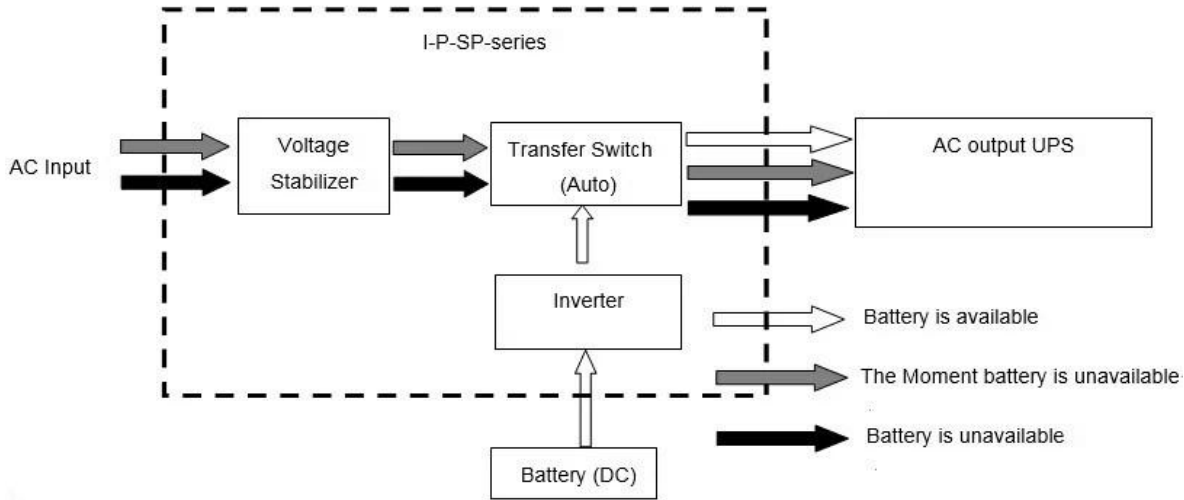 I-P-SP-series
AC Input
Voltage
Stabilizer
Transfer Switch
(Auto)
AC output UPS
Inverter
Battery (DC)
Battery is available
The Moment battery is unavailable
Battery is unavailable